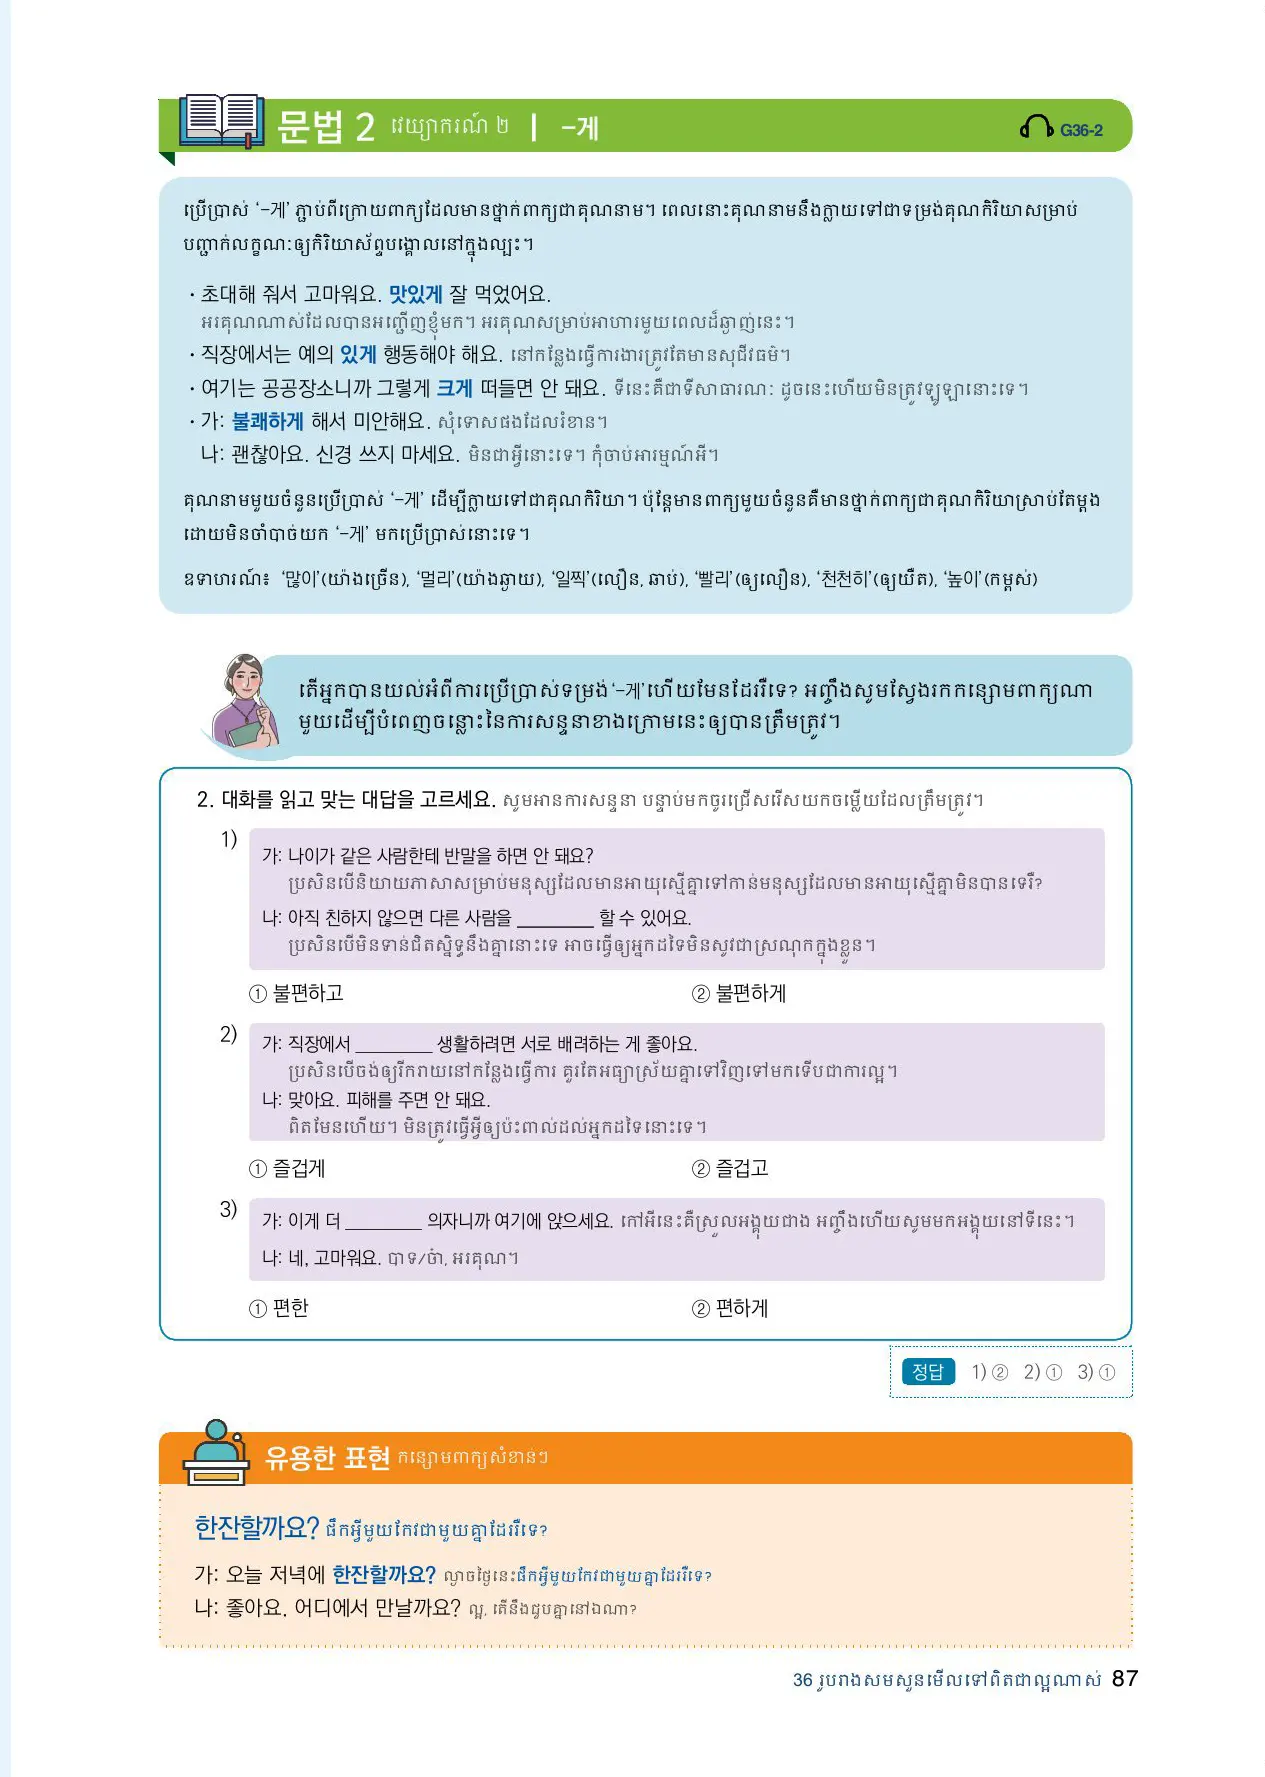 문법 2 វេយ្យាករណ៍ ២ | -게
G36-2
ប្រើប្រាស់ ‘-게’ ភ្ជាប់ពីក្រោយពាក្យដែលមានថ្នាក់ពាក្យជាគុណនាម។ ពេលនោះគុណនាមនឹងក្លាយទៅជាទម្រង់គុណកិរិយាសម្រាប់
បញ្ជាក់លក្ខណៈឲ្យកិរិយាស័ព្ទបង្គោលនៅក្នុងល្បះ។
· 초대해 줘서 고마워요. 맛있게 잘 먹었어요.
អរគុណណាស់ដែលបានអញ្ជើញខ្ញុំមក។ អរគុណសម្រាប់អាហារមួយពេលដ៏ឆ្ងាញ់នេះ។
· 직장에서는 예의 있게 행동해야 해요. នៅកន្លែងធ្វើការងារត្រូវតែមានសុជីវធម៌។
· 여기는 공공장소니까 그렇게 크게 떠들면 안 돼요. ទីនេះគឺជាទីសាធារណៈ ដូចនេះហើយមិនត្រូវឡូឡានោះទេ។
· 가: 불쾌하게 해서 미안해요. សុំទោសផងដែលរំខាន។
나: 괜찮아요. 신경 쓰지 마세요. មិនជាអ្វីនោះទេ។ កុំចាប់អារម្មណ៍អី។
គុណនាមមួយចំនួនប្រើប្រាស់ ‘-게’ ដើម្បីក្លាយទៅជាគុណកិរិយា។ ប៉ុន្តែមានពាក្យមួយចំនួនគឺមានថ្នាក់ពាក្យជាគុណកិរិយាស្រាប់តែម្តង
ដោយមិនចាំបាច់យក ‘-게’ មកប្រើប្រាស់នោះទេ។
ឧទាហរណ៍៖ ‘많이’(យ៉ាងច្រើន), ‘멀리’(យ៉ាងឆ្ងាយ), ‘일찍’(លឿន, ឆាប់), ‘빨리’(ឲ្យលឿន), ‘천천히’(ឲ្យយឺត), ‘높이’(កម្ពស់)
តើអ្នកបានយល់អំពីការប្រើប្រាស់ទម្រង់‘-게’ហើយមែនដែររឺទេ? អញ្ចឹងសូមស្វែងរកកន្សោមពាក្យណា
មួយដើម្បីបំពេញចន្លោះនៃការសន្ទនាខាងក្រោមនេះឲ្យបានត្រឹមត្រូវ។
2. 대화를 읽고 맞는 대답을 고르세요. សូមអានការសន្ទនា បន្ទាប់មកចូរជ្រើសរើសយកចម្លើយដែលត្រឹមត្រូវ។
1)
가: 나이가 같은 사람한테 반말을 하면 안 돼요?
ប្រសិនបើនិយាយភាសាសម្រាប់មនុស្សដែលមានអាយុស្មើគ្នាទៅកាន់មនុស្សដែលមានអាយុស្មើគ្នាមិនបានទេរឺ?
나: 아직 친하지 않으면 다른 사람을 ________ 할 수 있어요.
ប្រសិនបើមិនទាន់ជិតស្និទ្ធនឹងគ្នានោះទេ អាចធ្វើឲ្យអ្នកដទៃមិនសូវជាស្រណុកក្នុងខ្លួន។
① 불편하고 ② 불편하게
2)
가: 직장에서 ________ 생활하려면 서로 배려하는 게 좋아요.
ប្រសិនបើចង់ឲ្យរីករាយនៅកន្លែងធ្វើការ គួរតែអធ្យាស្រ័យគ្នាទៅវិញទៅមកទើបជាការល្អ។
나: 맞아요. 피해를 주면 안 돼요.
ពិតមែនហើយ។ មិនត្រូវធ្វើអ្វីឲ្យប៉ះពាល់ដល់អ្នកដទៃនោះទេ។
① 즐겁게 ② 즐겁고
3)
가: 이게 더 ________ 의자니까 여기에 앉으세요. កៅអីនេះគឺស្រួលអង្គុយជាង អញ្ចឹងហើយសូមមកអង្គុយនៅទីនេះ។
나: 네, 고마워요. បាទ/ចា៎, អរគុណ។
① 편한 ② 편하게
정답 1) ② 2) ① 3) ①
유용한 표현 កន្សោមពាក្យសំខាន់ៗ
한잔할까요? ផឹកអ្វីមួយកែវជាមួយគ្នាដែររឺទេ?
가: 오늘 저녁에 한잔할까요? ល្ងាចថ្ងៃនេះផឹកអ្វីមួយកែវជាមួយគ្នាដែររឺទេ?
나: 좋아요. 어디에서 만날까요? ល្អ, តើនឹងជួបគ្នានៅឯណា?
36 រូបរាងសមសួនមើលទៅពិតជាល្អណាស់ 87